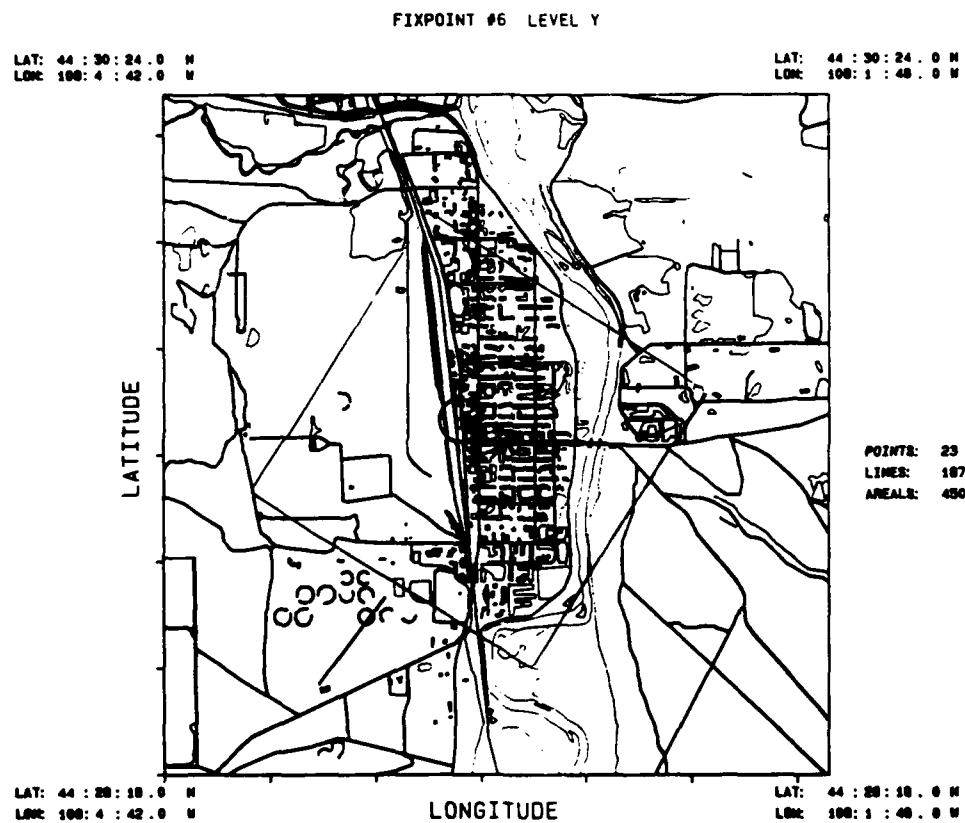 FIXPOINT #6 LEVEL Y
LAT: 44 : 30 : 24 . 0 N
LON: 108 : 4 : 42 . 0 W
LAT: 44 : 30 : 24 . 0 N
LON: 108 : 1 : 48 . 0 W
LATITUDE
POINTS: 23
LINES: 187
AREALS: 450
LAT: 44 : 28 : 18 . 0 N
LON: 108 : 4 : 42 . 0 W
LONGITUDE
LAT: 44 : 28 : 18 . 0 N
LON: 108 : 1 : 48 . 0 W